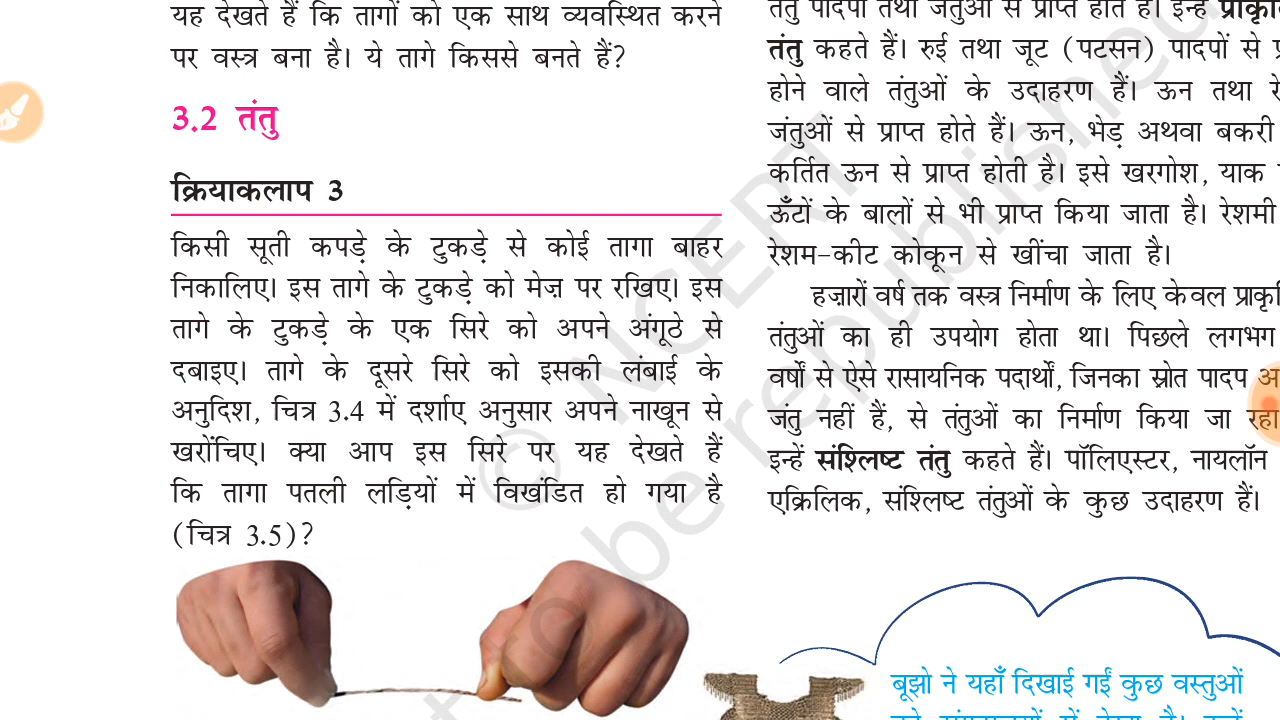 यह देखते हैं कि तागों को एक साथ व्यवस्थित करने
पर वस्त्र बना है। ये तागे किससे बनते हैं?
3.2 तंतु
क्रियाकलाप 3
किसी सूती कपड़े के टुकड़े से कोई तागा बाहर
निकालिए। इस तागे के टुकड़े को मेज़ पर रखिए। इस
तागे के टुकड़े के एक सिरे को अपने अंगूठे से
दबाइए। तागे के दूसरे सिरे को इसकी लंबाई के
अनुदिश, चित्र 3.4 में दर्शाए अनुसार अपने नाखून से
खरोंचिए। क्या आप इस सिरे पर यह देखते हैं
कि तागा पतली लड़ियों में विखंडित हो गया है
(चित्र 3.5)?
तंतु पादपों तथा जंतुओं से प्राप्त होते हैं। इन्हें
तंतु कहते हैं। रुई तथा जूट (पटसन) पादपों से
होने वाले तंतुओं के उदाहरण हैं। ऊन तथा
जंतुओं से प्राप्त होते हैं। ऊन, भेड़ अथवा बकरी
कर्तित ऊन से प्राप्त होती है। इसे खरगोश, याक
ऊँटों के बालों से भी प्राप्त किया जाता है। रेशमी
रेशम-कीट कोकून से खींचा जाता है।
हज़ारों वर्ष तक वस्त्र निर्माण के लिए केवल
तंतुओं का ही उपयोग होता था। पिछले लगभग
वर्षों से ऐसे रासायनिक पदार्थों, जिनका स्रोत पादप
जंतु नहीं हैं, से तंतुओं का निर्माण किया जा रहा
इन्हें संश्लिष्ट तंतु कहते हैं। पॉलिएस्टर, नायलॉन
एक्रिलिक, संश्लिष्ट तंतुओं के कुछ उदाहरण हैं।
बूझो ने यहाँ दिखाई गईं कुछ वस्तुओं
© NCERT
be republished